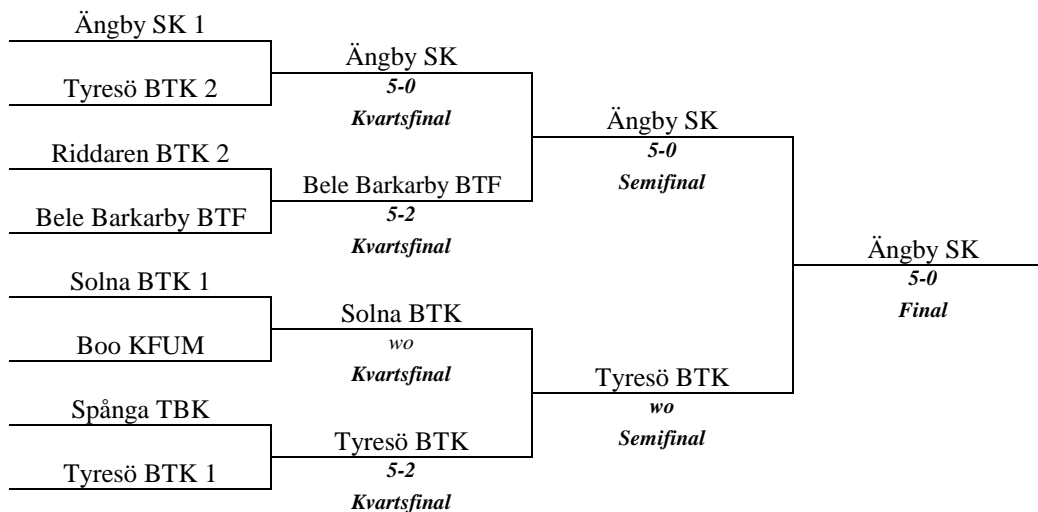 Ängby SK 1
Tyresö BTK 2
Riddaren BTK 2
Bele Barkarby BTF
Solna BTK 1
Boo KFUM
Spånga TBK
Tyresö BTK 1
Ängby SK
5-0
Kvartsfinal
Bele Barkarby BTF
5-2
Kvartsfinal
Solna BTK
wo
Kvartsfinal
Tyresö BTK
5-2
Kvartsfinal
Ängby SK
5-0
Semifinal
Tyresö BTK
wo
Semifinal
Ängby SK
5-0
Final